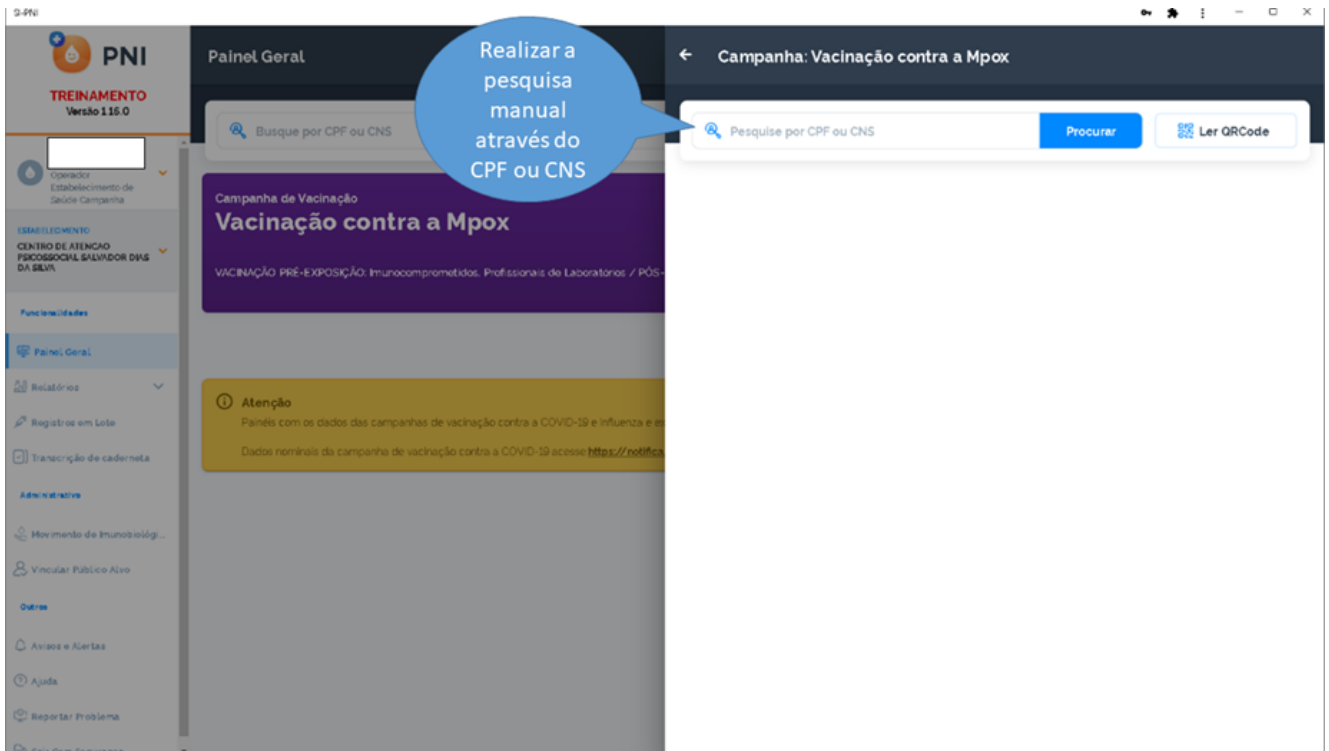 SI-PNI
PNI
TREINAMENTO
Versão 1.16.0
Operador
Estabelecimento de
Saúde Campanha
ESTABELECIMENTO
CENTRO DE ATENCAO
PSICOSSOCIAL SALVADOR DIAS
DA SILVA
Funcionalidades
Painel Geral
Relatórios
Registros em Lote
Transcrição de caderneta
Administrativo
Movimento de Imunobiológi...
Vincular Público Alvo
Outros
Avisos e Alertas
Ajuda
Reportar Problema
Painel Geral
Busque por CPF ou CNS
Campanha de Vacinação
Vacinação contra a Mpox
VACINAÇÃO PRÉ-EXPOSIÇÃO: Imunocomprometidos, Profissionais de Laboratórios / PÓS-
Atenção
Painéis com os dados das campanhas de vacinação contra a COVID-19 e Influenza e
Dados nominais da campanha de vacinação contra a COVID-19 acesse https://notifica
Realizar a
pesquisa
manual
através do
CPF ou CNS
Campanha: Vacinação contra a Mpox
Pesquise por CPF ou CNS
Procurar
Ler QRCode